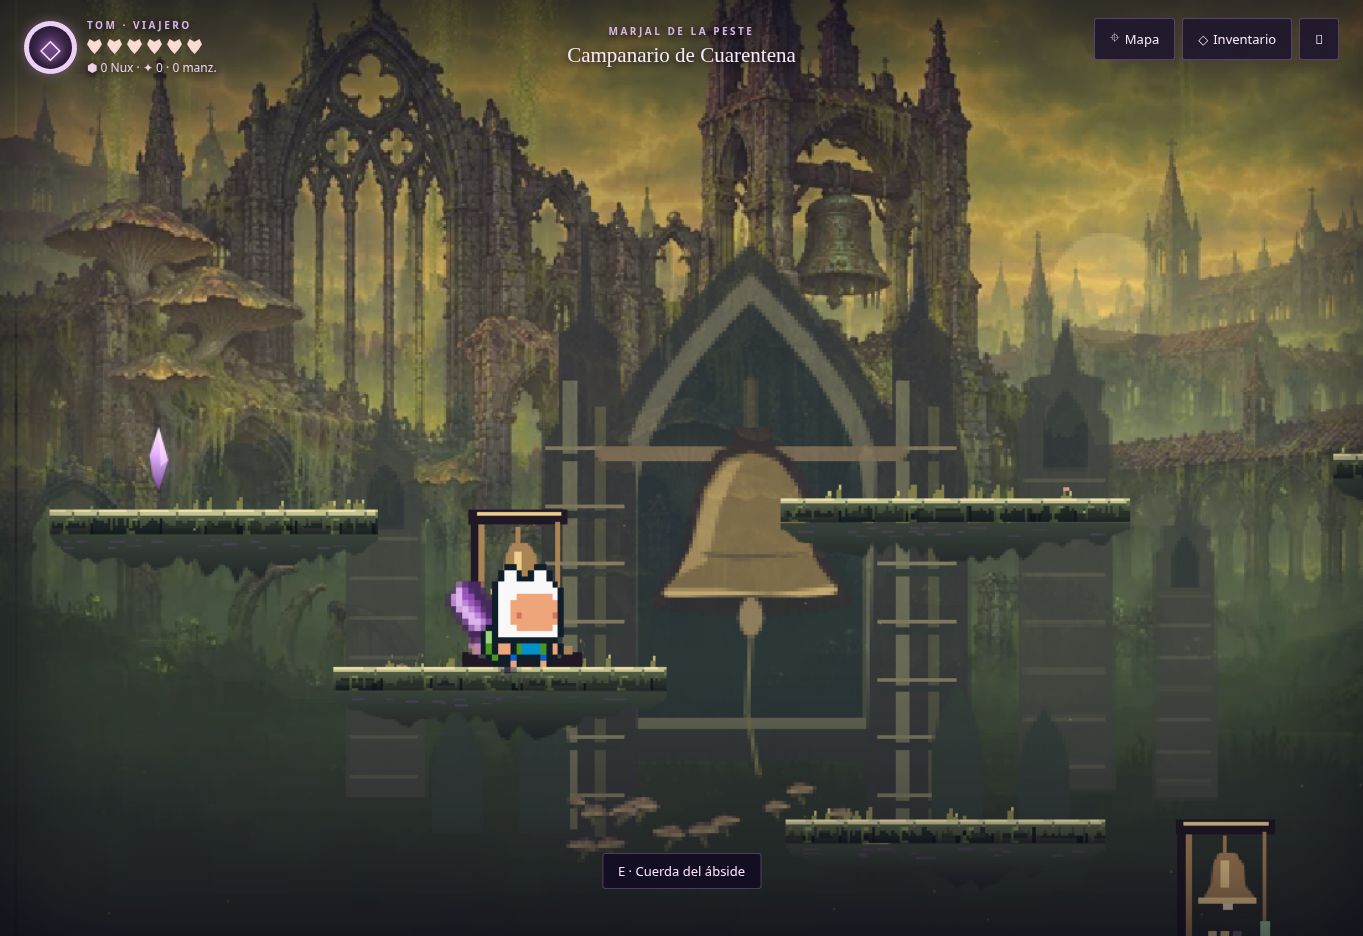 TOM · VIAJERO
⬢ 0 Nux · ✦ 0 · 0 manz.
MARJAL DE LA PESTE
Campanario de Cuarentena
⌖ Mapa
◇ Inventario
E · Cuerda del ábside